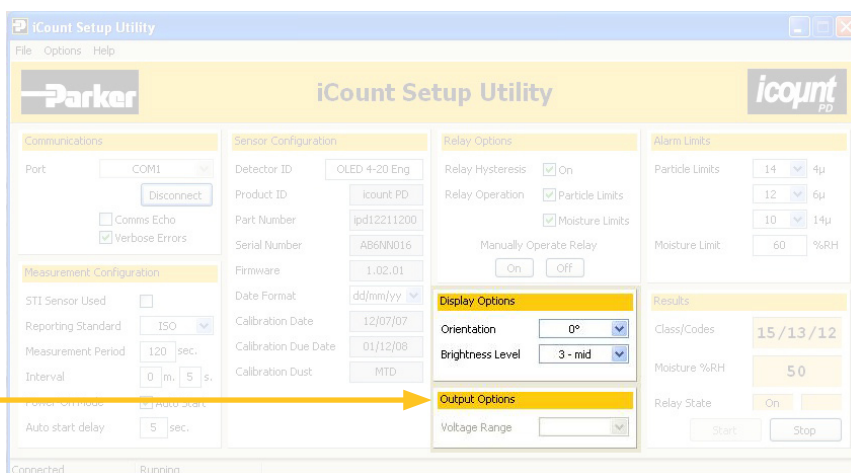 iCount Setup Utility
File Options Help
Parker
iCount Setup Utility
icount
PD
Communications
Port COM1
Disconnect
Comms Echo
Verbose Errors
Measurement Configuration
STI Sensor Used
Reporting Standard ISO
Measurement Period 120 sec.
Interval 0 m. 5 s.
Power-On Mode Auto Start
Auto start delay 5 sec.
Sensor Configuration
Detector ID OLED 4-20 Eng
Product ID icount PD
Part Number ipd12211200
Serial Number AB6NN016
Firmware 1.02.01
Date Format dd/mm/yy
Calibration Date 12/07/07
Calibration Due Date 01/12/08
Calibration Dust MTD
Relay Options
Relay Hysteresis On
Relay Operation Particle Limits
Moisture Limits
Manually Operate Relay
On Off
Display Options
Orientation 0°
Brightness Level 3 - mid
Output Options
Voltage Range
Alarm Limits
Particle Limits 14 4µ
12 6µ
10 14µ
Moisture Limit 60 %RH
Results
Class/Codes 15/13/12
Moisture %RH 50
Relay State On
Start Stop
Connected Running